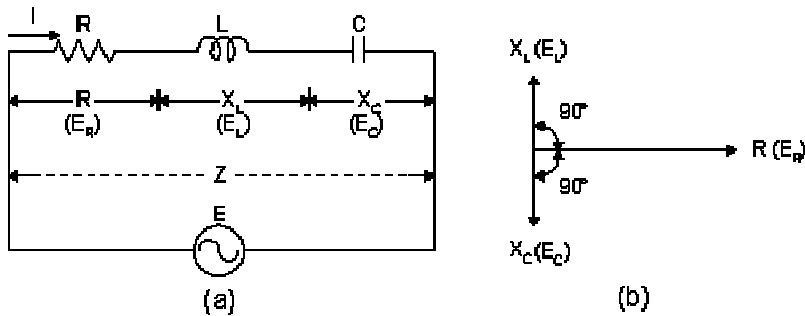 I R L C
R X_L X_C
(E_R) (E_L) (E_C)
Z
E
(a)
X_L(E_L)
90°
R (E_R)
90°
X_C(E_C)
(b)